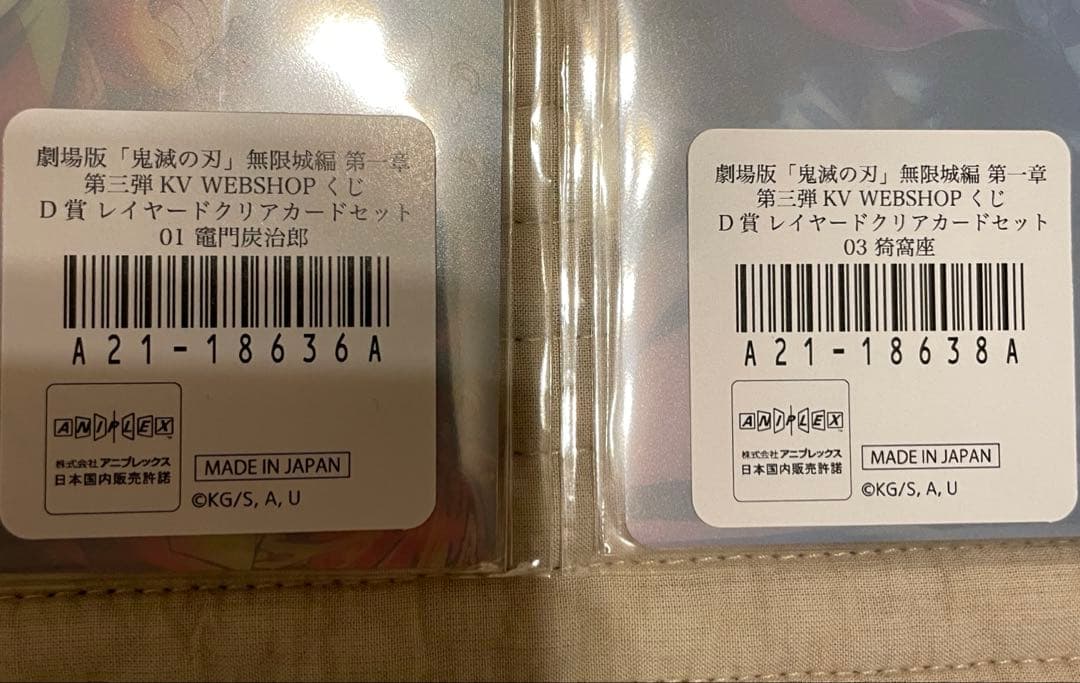 劇場版「鬼滅の刃」無限城編 第一章
第三弾 KV WEBSHOP くじ
D 賞 レイヤードクリアカードセット
01 竈門炭治郎
A21-18636A
ANIPLEX™
株式会社 アニプレックス
日本国内販売許諾
MADE IN JAPAN
©KG/S, A, U
劇場版「鬼滅の刃」無限城編 第一章
第三弾 KV WEBSHOP くじ
D 賞 レイヤードクリアカードセット
03 猗窩座
A21-18638A
ANIPLEX™
株式会社 アニプレックス
日本国内販売許諾
MADE IN JAPAN
©KG/S, A, U